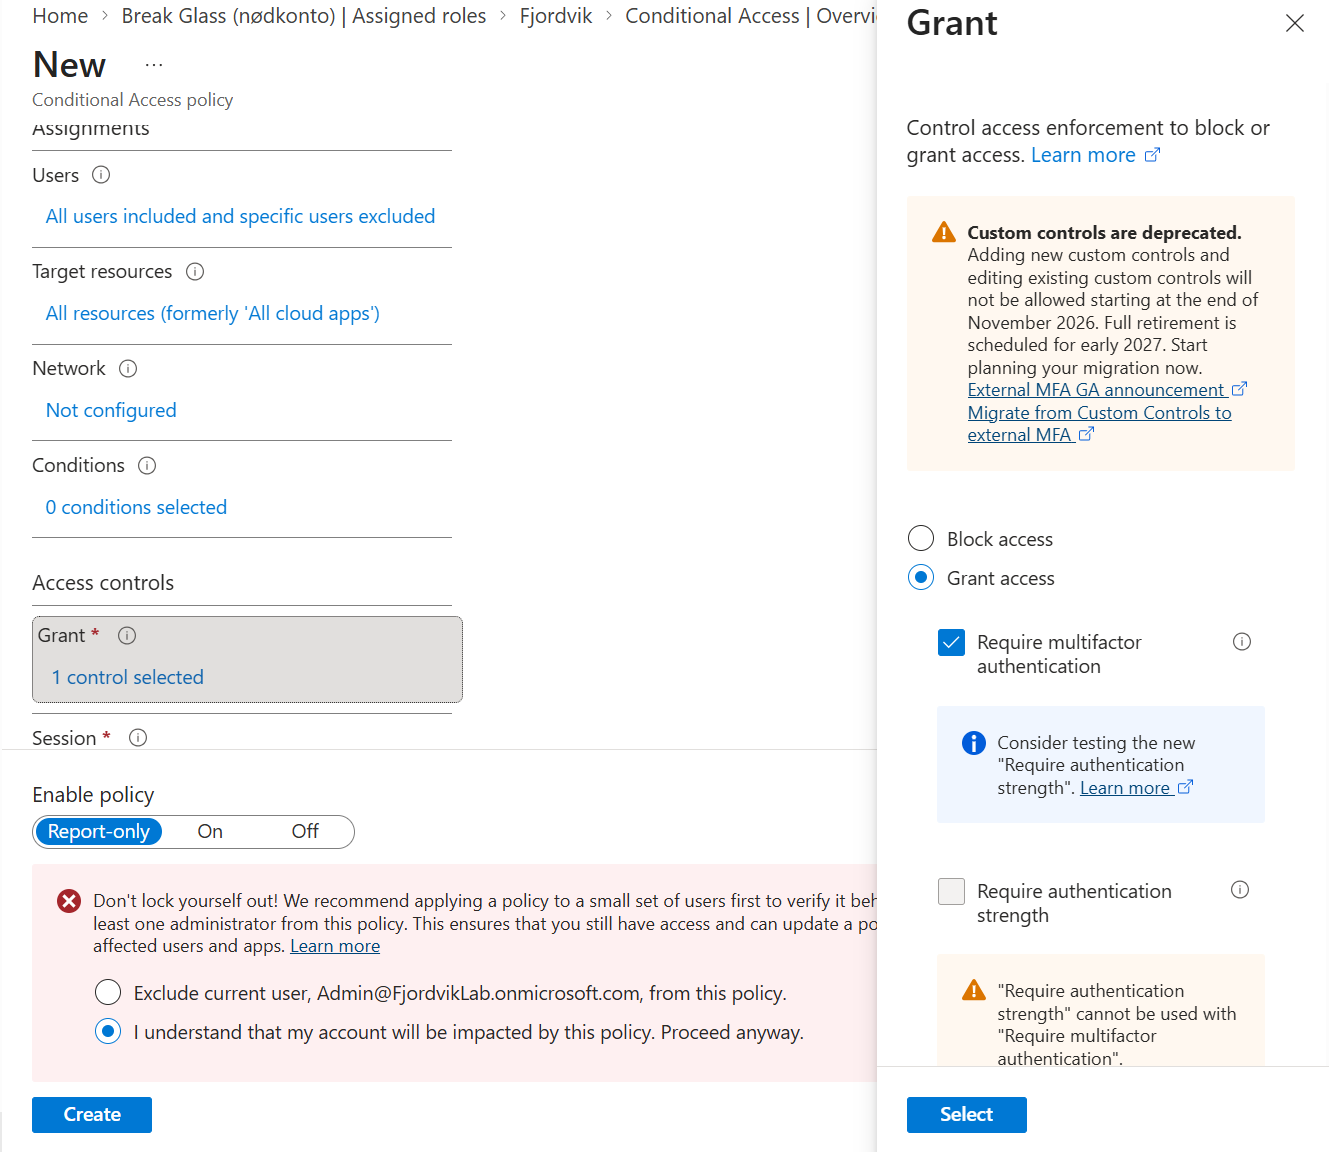 Home > Break Glass (nødkonto) | Assigned roles > Fjordvik > Conditional Access | Overvi
New ...
Conditional Access policy
Assignments
Users
All users included and specific users excluded
Target resources
All resources (formerly 'All cloud apps')
Network
Not configured
Conditions
0 conditions selected
Access controls
Grant *
1 control selected
Session *
Enable policy
Report-only On Off
Don't lock yourself out! We recommend applying a policy to a small set of users first to verify it beh
least one administrator from this policy. This ensures that you still have access and can update a po
affected users and apps. Learn more
Exclude current user, Admin@FjordvikLab.onmicrosoft.com, from this policy.
I understand that my account will be impacted by this policy. Proceed anyway.
Create
Grant
Control access enforcement to block or
grant access. Learn more
Custom controls are deprecated.
Adding new custom controls and
editing existing custom controls will
not be allowed starting at the end of
November 2026. Full retirement is
scheduled for early 2027. Start
planning your migration now.
External MFA GA announcement
Migrate from Custom Controls to
external MFA
Block access
Grant access
Require multifactor
authentication
Consider testing the new
"Require authentication
strength". Learn more
Require authentication
strength
"Require authentication
strength" cannot be used with
"Require multifactor
authentication".
Select